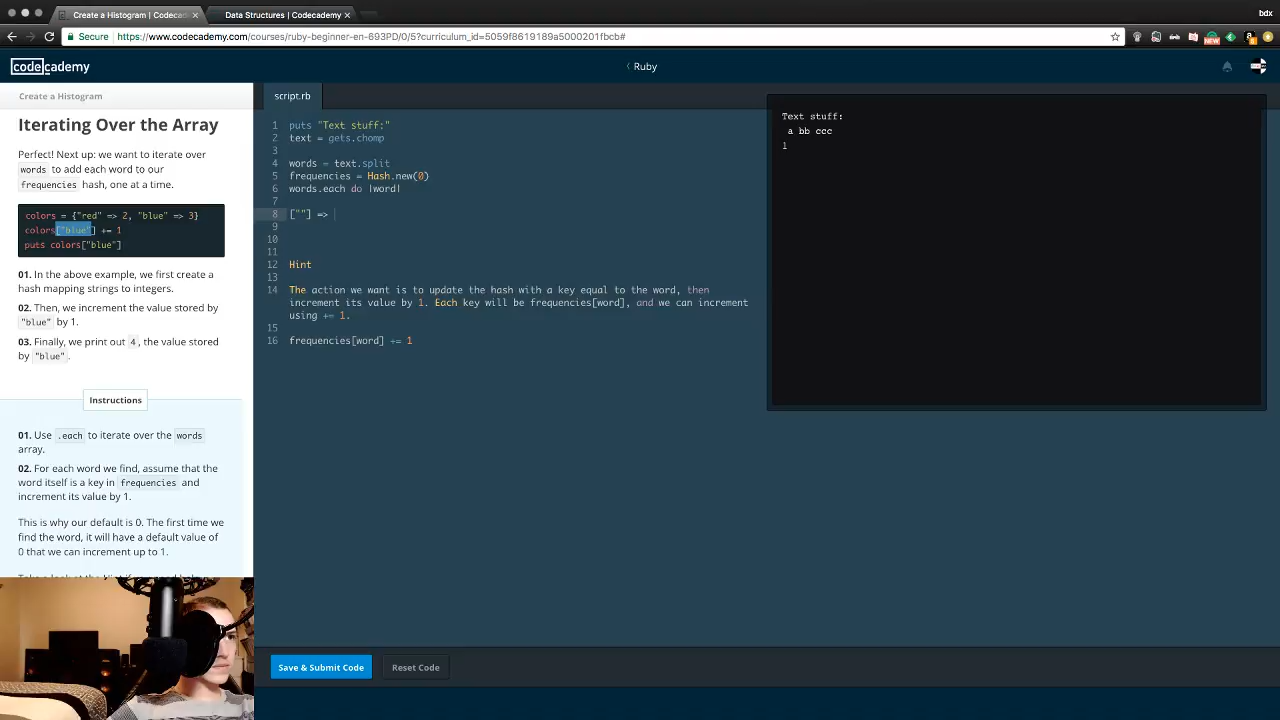 Create a Histogram | Codecad
Data Structures | Codecademy
bdx
Secure
https://www.codecademy.com/courses/ruby-beginner-en-693PD/0/5?curriculum_id=5059f8619189a5000201fbcb#
codecademy
Ruby
Create a Histogram
Iterating Over the Array
Perfect! Next up: we want to iterate over
words to add each word to our
frequencies hash, one at a time.
colors = {"red" => 2, "blue" => 3}
colors["blue"] += 1
puts colors["blue"]
01. In the above example, we first create a
hash mapping strings to integers.
02. Then, we increment the value stored by
"blue" by 1.
03. Finally, we print out 4, the value stored
by "blue".
Instructions
01. Use .each to iterate over the words
array.
02. For each word we find, assume that the
word itself is a key in frequencies and
increment its value by 1.
This is why our default is 0. The first time we
find the word, it will have a default value of
0 that we can increment up to 1.
script.rb
1 puts "Text stuff:"
2 text = gets.chomp
3
4 words = text.split
5 frequencies = Hash.new(0)
6 words.each do |word|
7
8 [""] =>
9
10
11
12 Hint
13
14 The action we want is to update the hash with a key equal to the word, then
increment its value by 1. Each key will be frequencies[word], and we can increment
using += 1.
15
16 frequencies[word] += 1
Text stuff:
a bb ccc
1
Save & Submit Code
Reset Code